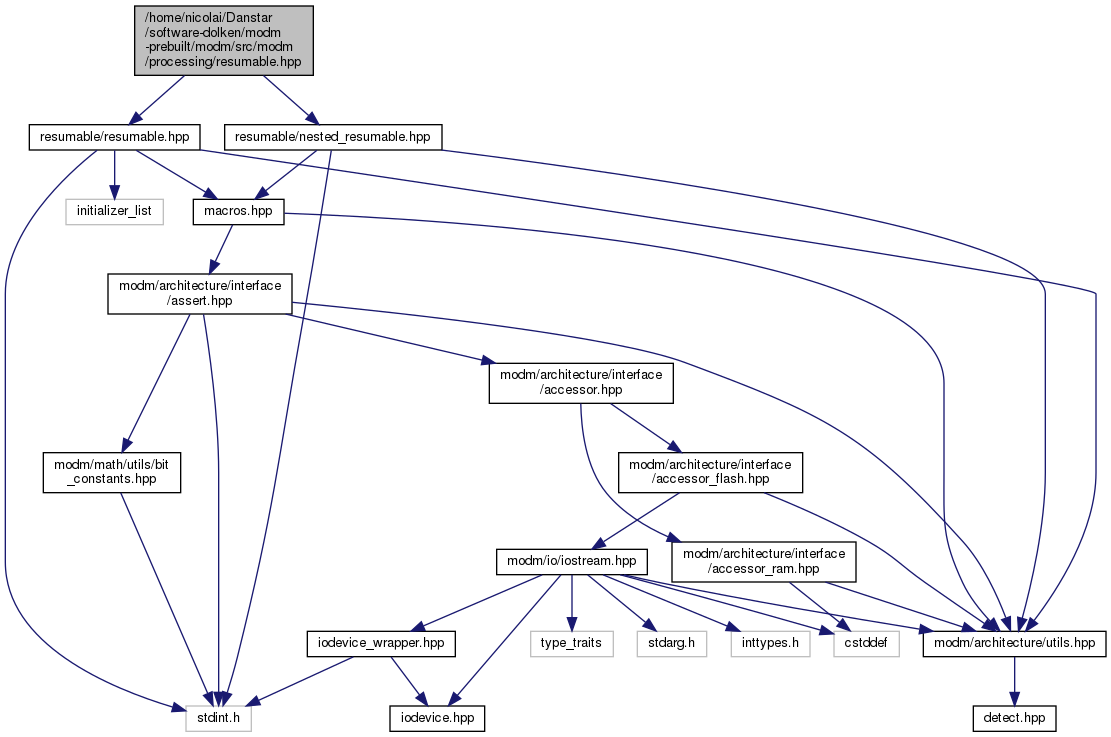 /home/nicolai/Danstar
/software-dolken/modm
-prebuilt/modm/src/modm
/processing/resumable.hpp
resumable/resumable.hpp
resumable/nested_resumable.hpp
initializer_list
macros.hpp
modm/architecture/interface
/assert.hpp
modm/architecture/interface
/accessor.hpp
modm/math/utils/bit
_constants.hpp
modm/architecture/interface
/accessor_flash.hpp
modm/io/iostream.hpp
modm/architecture/interface
/accessor_ram.hpp
iodevice_wrapper.hpp
type_traits
stdarg.h
inttypes.h
cstddef
modm/architecture/utils.hpp
stdint.h
iodevice.hpp
detect.hpp